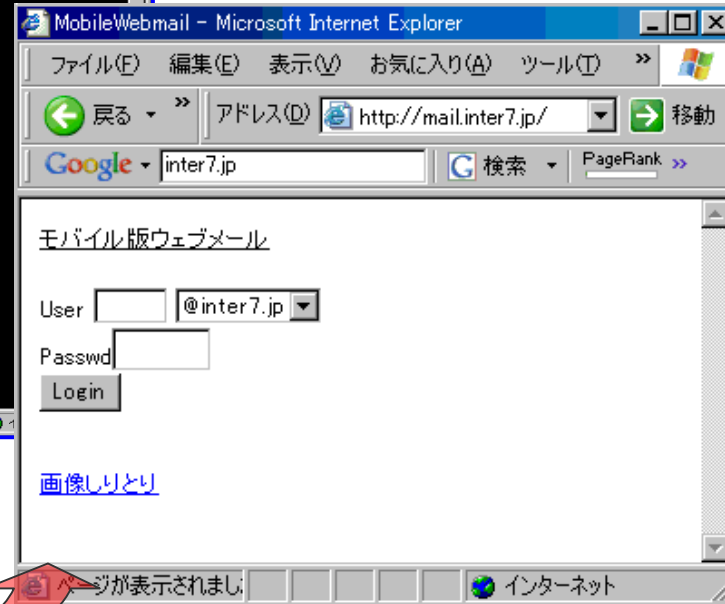 MobileWebmail - Microsoft Internet Explorer
ファイル(F) 編集(E) 表示(V) お気に入り(A) ツール(T) »
戻る » アドレス(D) http://mail.inter7.jp/ 移動
Google inter7.jp 検索 PageRank »
モバイル版ウェブメール
User @inter7.jp
Passwd
Login
画像しりとり
ページが表示されまし インターネット